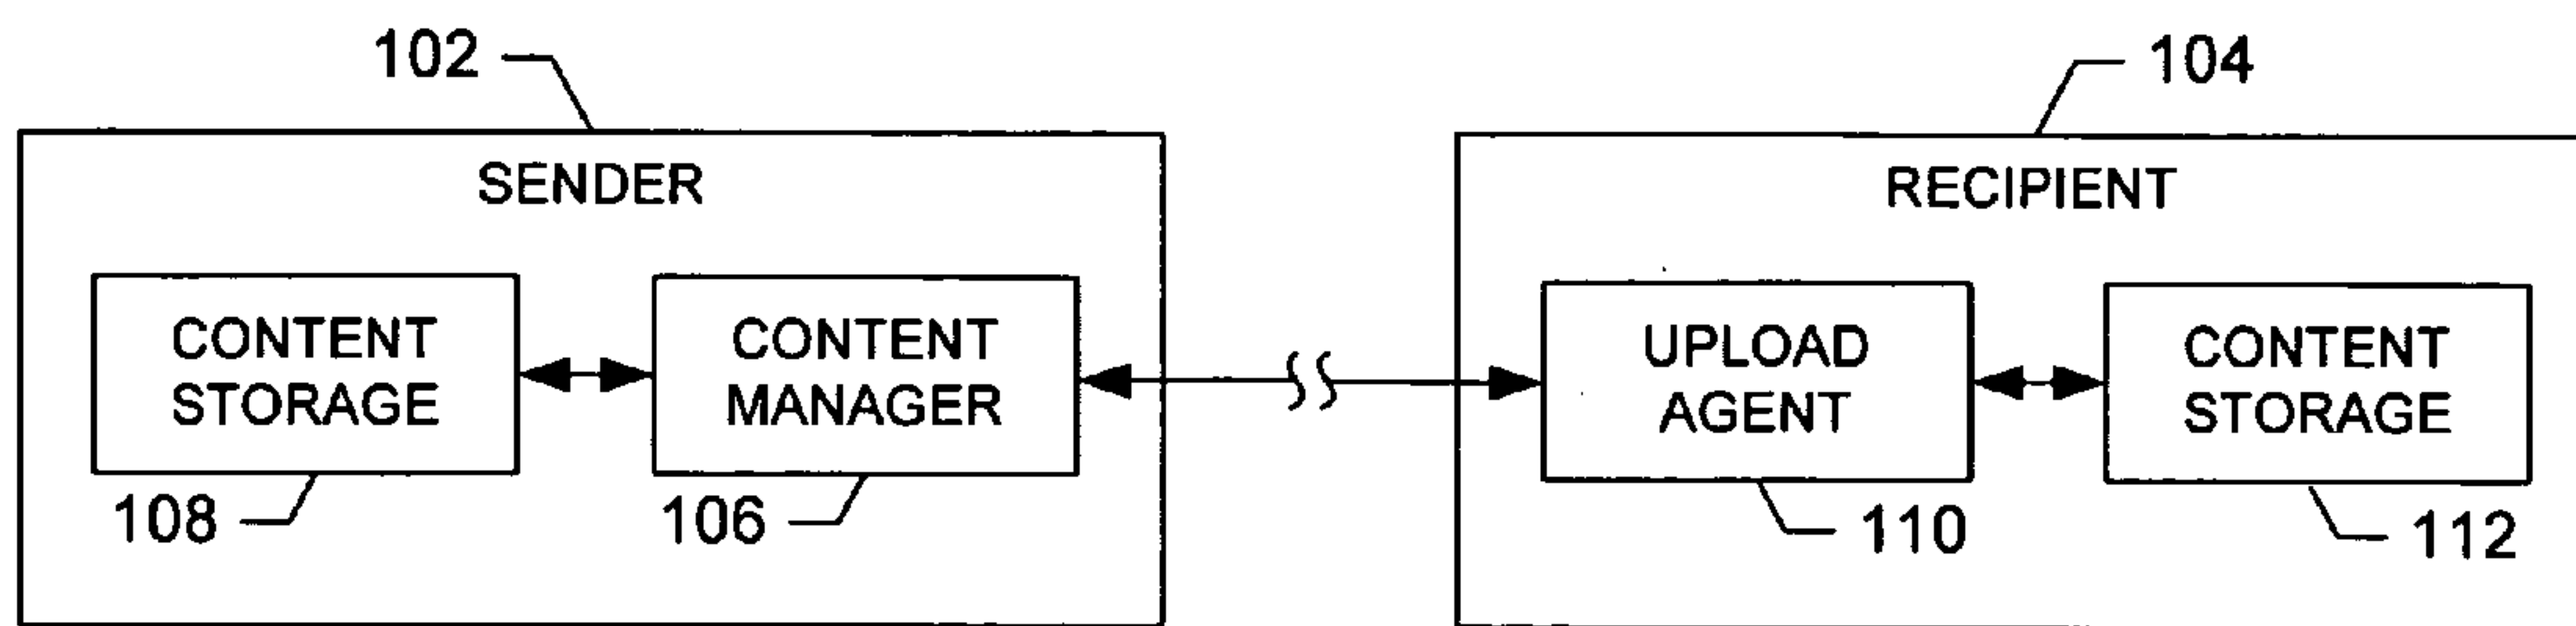 102
104
SENDER
RECIPIENT
CONTENT
STORAGE
CONTENT
MANAGER
UPLOAD
AGENT
CONTENT
STORAGE
108
106
110
112